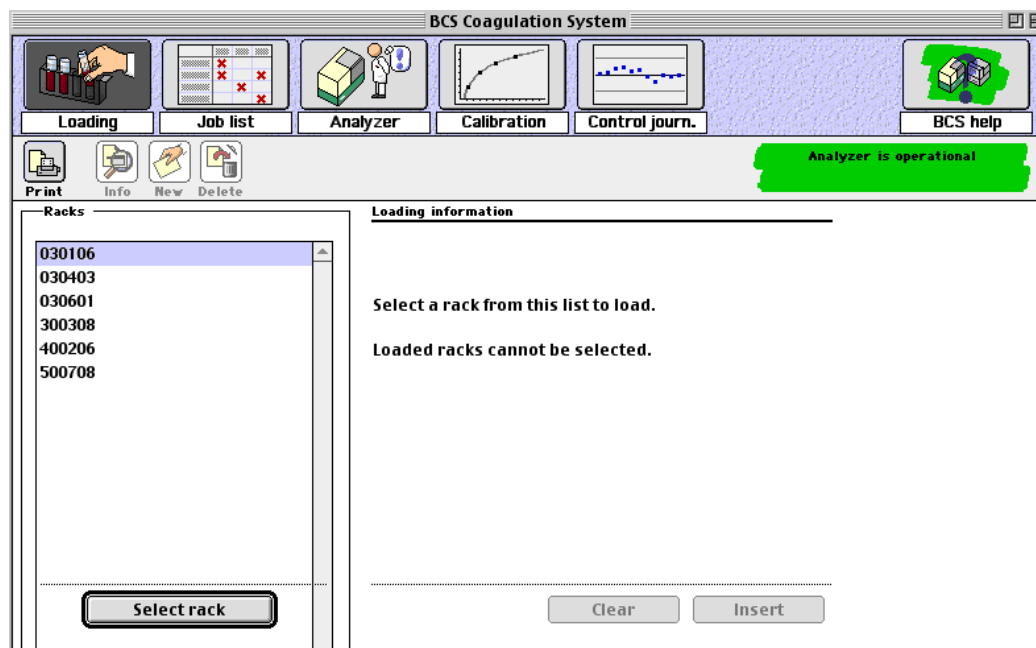 BCS Coagulation System
Loading
Job list
Analyzer
Calibration
Control journ.
BCS help
Print
Info
New
Delete
Analyzer is operational
Racks
Loading information
030106
030403
030601
300308
400206
500708
Select a rack from this list to load.
Loaded racks cannot be selected.
Select rack
Clear
Insert